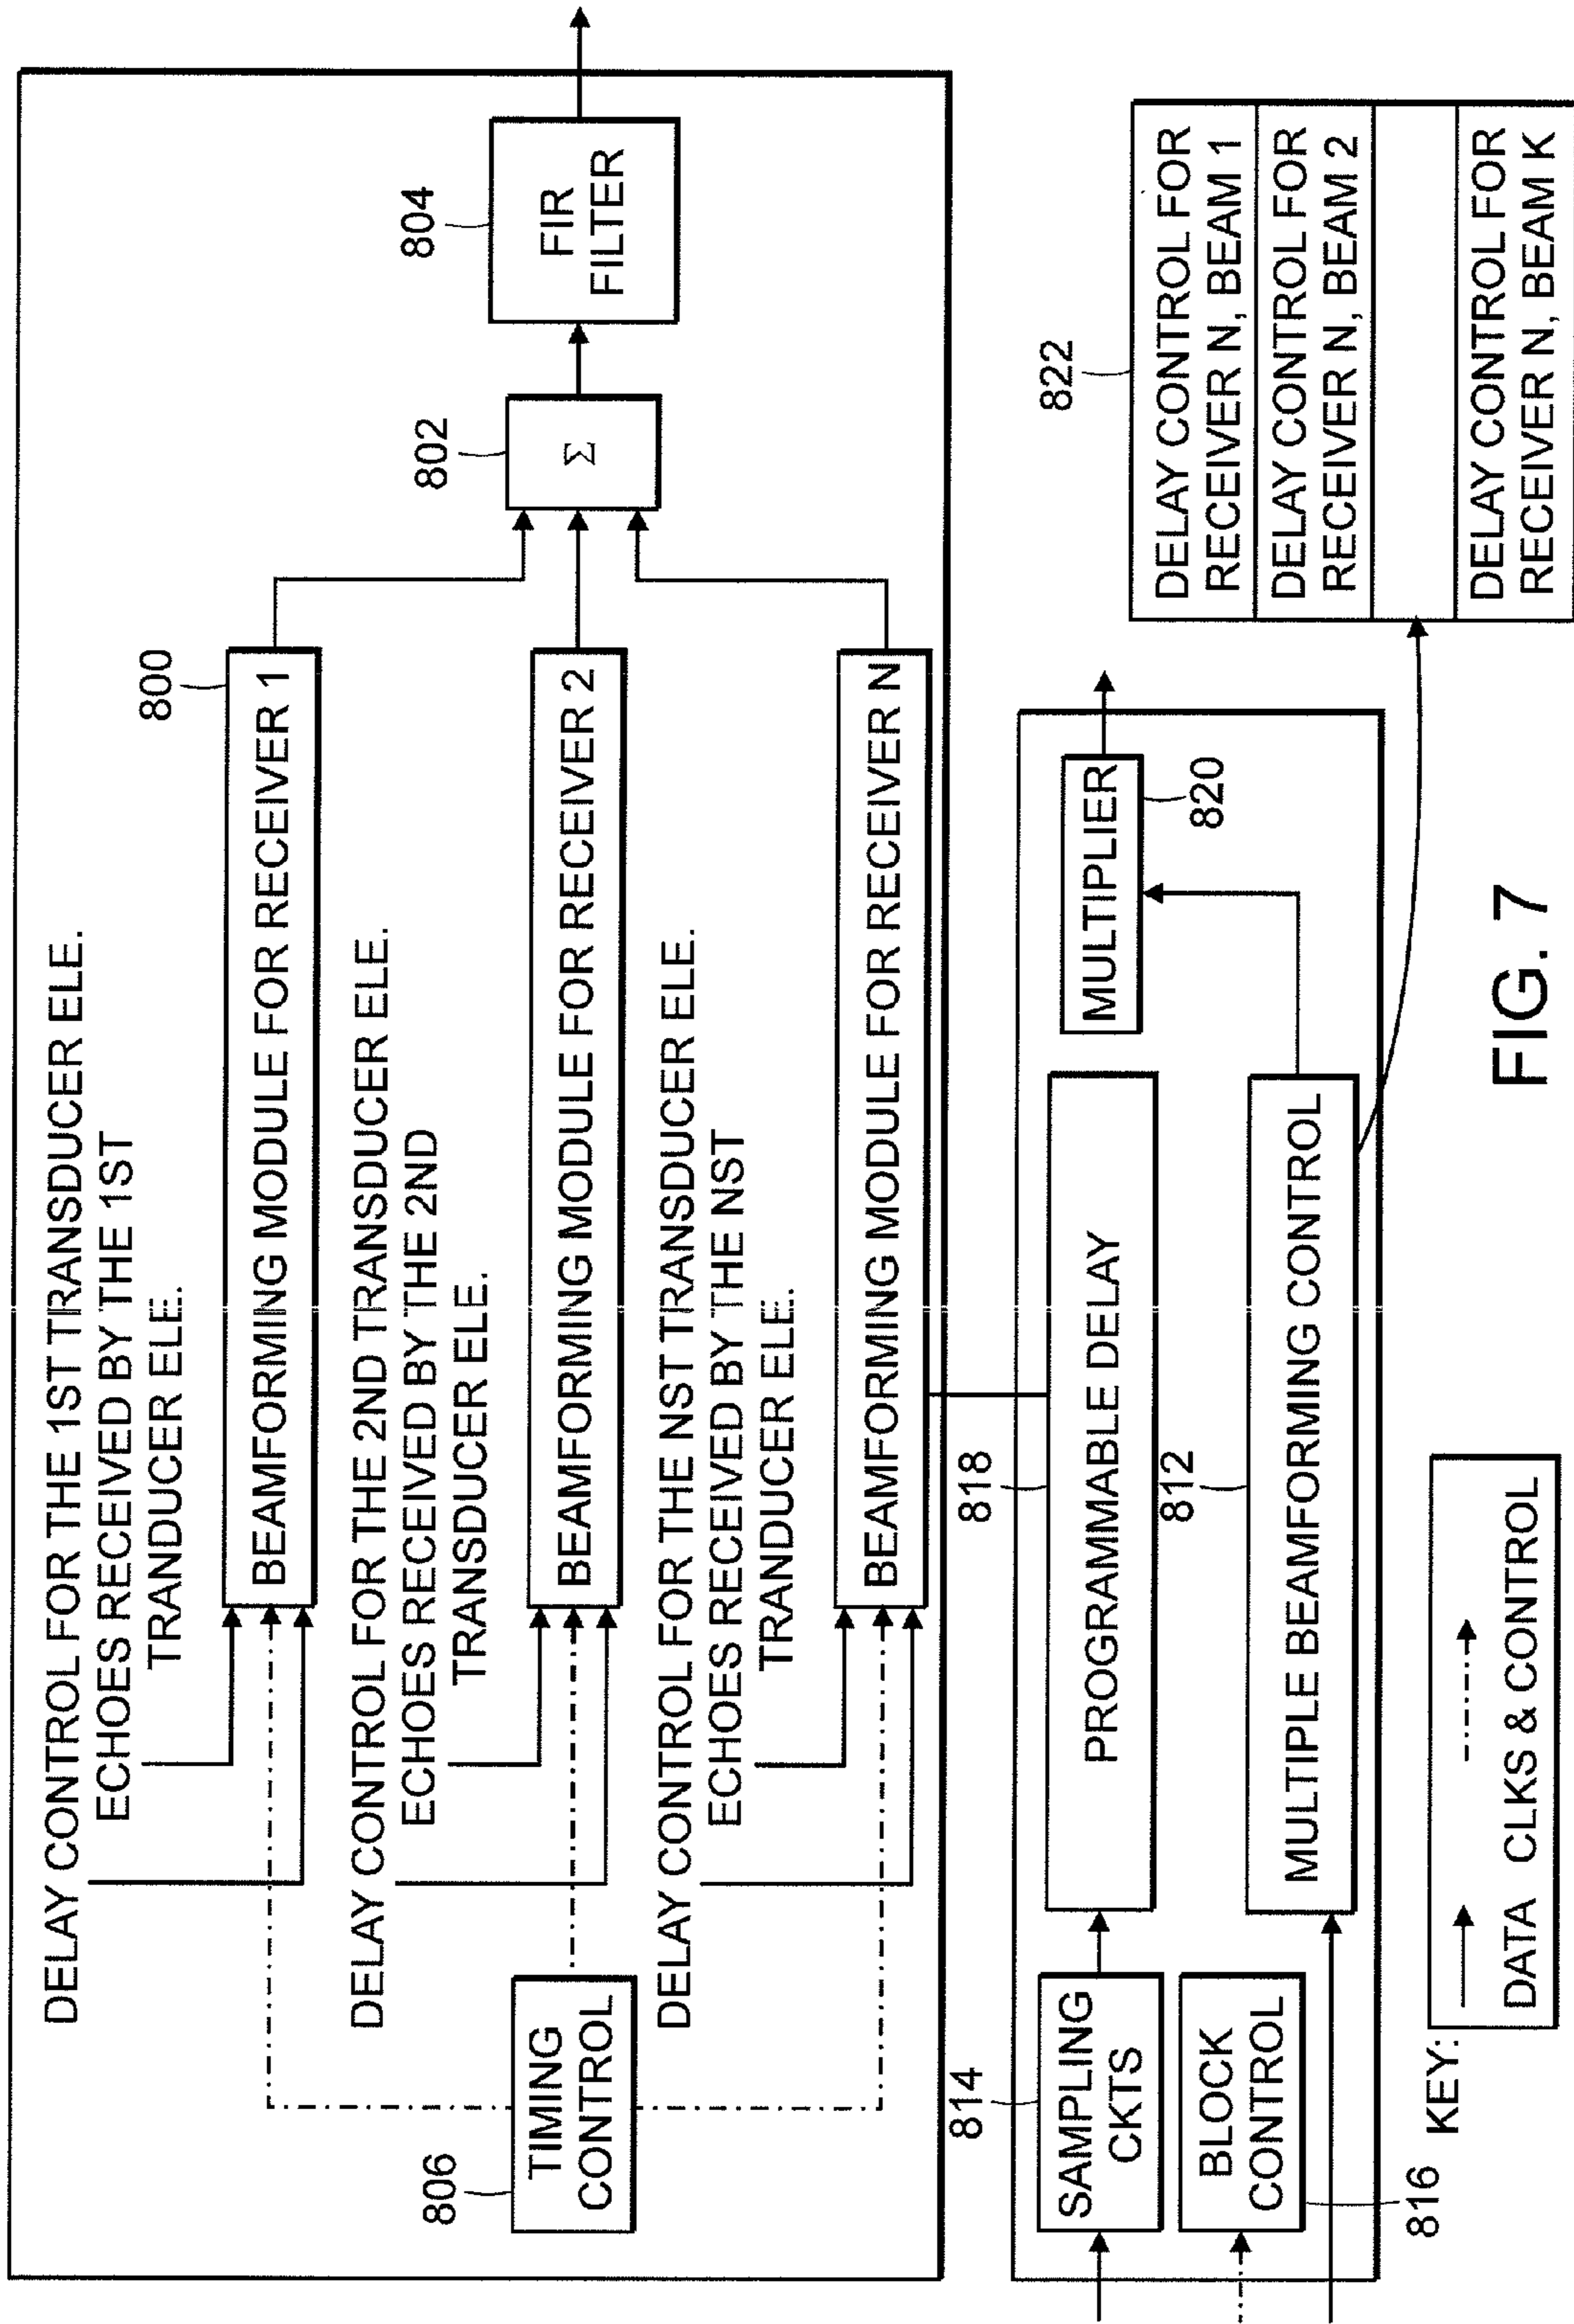 DELAY CONTROL FOR THE 1ST TRANSDUCER ELE.
ECHOES RECEIVED BY THE 1ST
TRANDUCER ELE.
800
BEAMFORMING MODULE FOR RECEIVER 1
DELAY CONTROL FOR THE 2ND TRANSDUCER ELE.
ECHOES RECEIVED BY THE 2ND
TRANSDUCER ELE.
BEAMFORMING MODULE FOR RECEIVER 2
DELAY CONTROL FOR THE NST TRANSDUCER ELE.
ECHOES RECEIVED BY THE NST
TRANDUCER ELE.
BEAMFORMING MODULE FOR RECEIVER N
806
TIMING
CONTROL
802
Σ
804
FIR
FILTER
814
SAMPLING
CKTS
BLOCK
CONTROL
816
818
PROGRAMMABLE DELAY
812
MULTIPLE BEAMFORMING CONTROL
MULTIPLIER
820
822
DELAY CONTROL FOR
RECEIVER N, BEAM 1
DELAY CONTROL FOR
RECEIVER N, BEAM 2
DELAY CONTROL FOR
RECEIVER N, BEAM K
KEY:
DATA CLKS & CONTROL
FIG. 7